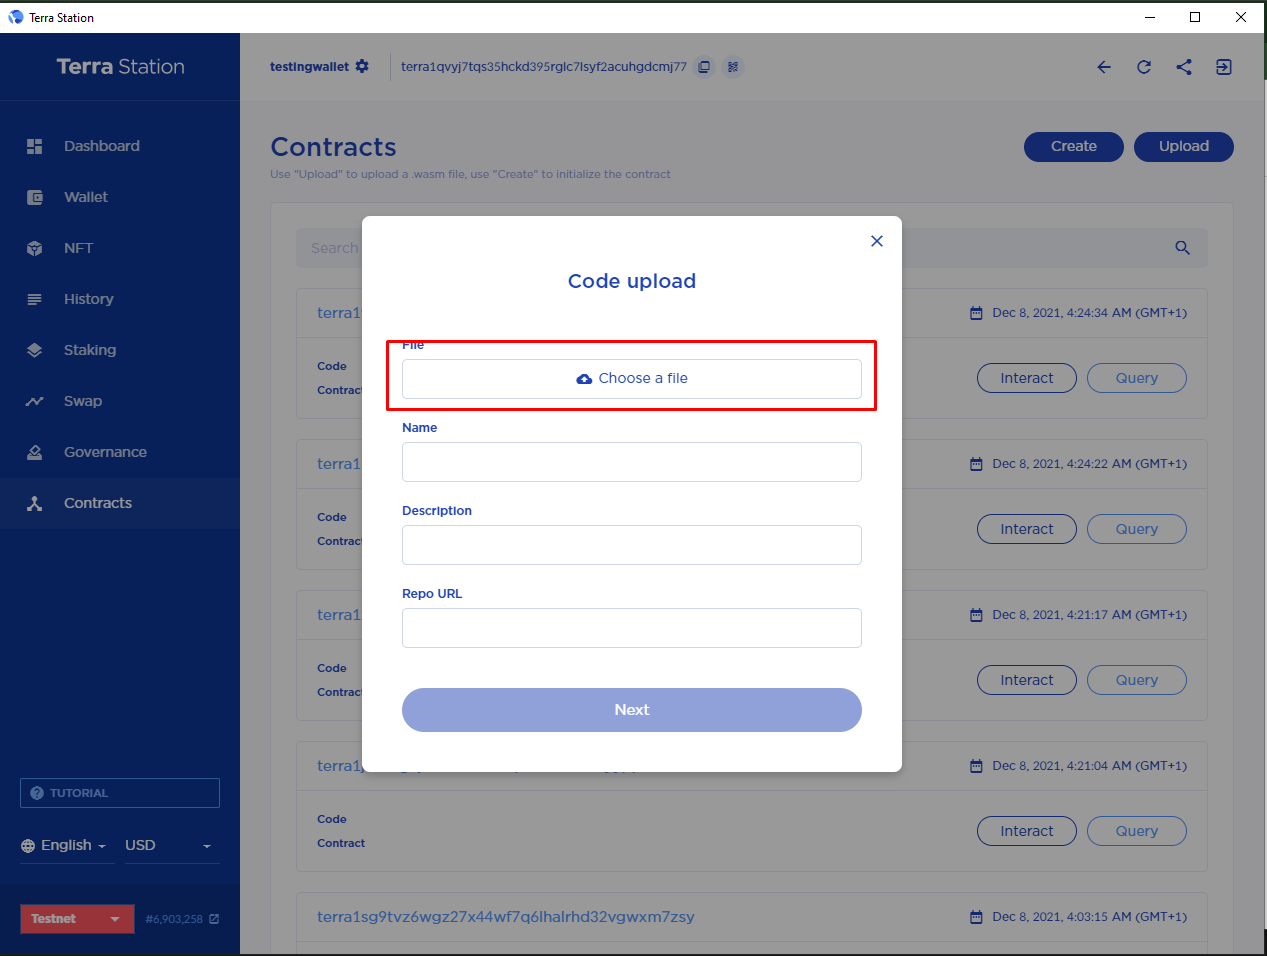 Terra Station
Terra Station
testingwallet
Dashboard
Wallet
NFT
History
Staking
Swap
Governance
Contracts
TUTORIAL
English
USD
Testnet
#6,903,258
Contracts
Create
Upload
Use "Upload" to upload a .wasm file, use "Create" to initialize the contract
Search
Code upload
File
Choose a file
Name
Description
Repo URL
Next
terra1
Dec 8, 2021, 4:24:34 AM (GMT+1)
Code
Contract
Interact
Query
terra1
Dec 8, 2021, 4:24:22 AM (GMT+1)
Code
Contract
Interact
Query
terra1
Dec 8, 2021, 4:21:17 AM (GMT+1)
Code
Contract
Interact
Query
Dec 8, 2021, 4:21:04 AM (GMT+1)
Code
Contract
Interact
Query
terra1sg9tvz6wgz27x44wf7q6lhalrhd32vgwxm7zsy
Dec 8, 2021, 4:03:15 AM (GMT+1)